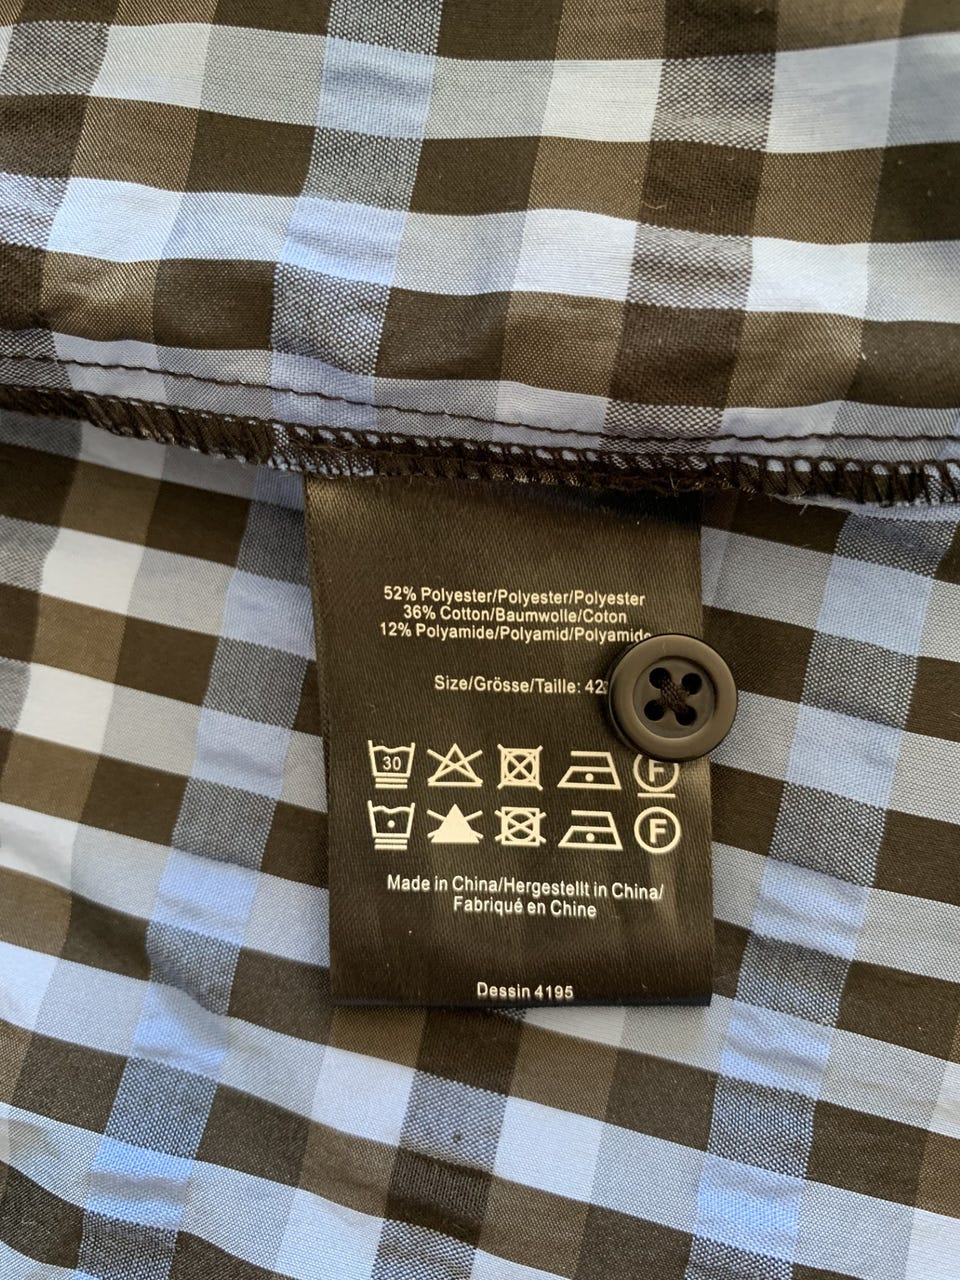 52% Polyester/Polyester/Polyester
36% Cotton/Baumwolle/Coton
12% Polyamide/Polyamid/Polyamide
Size/Grösse/Taille: 42
30 F
F
Made in China/Hergestellt in China/
Fabriqué en Chine
Dessin 4195